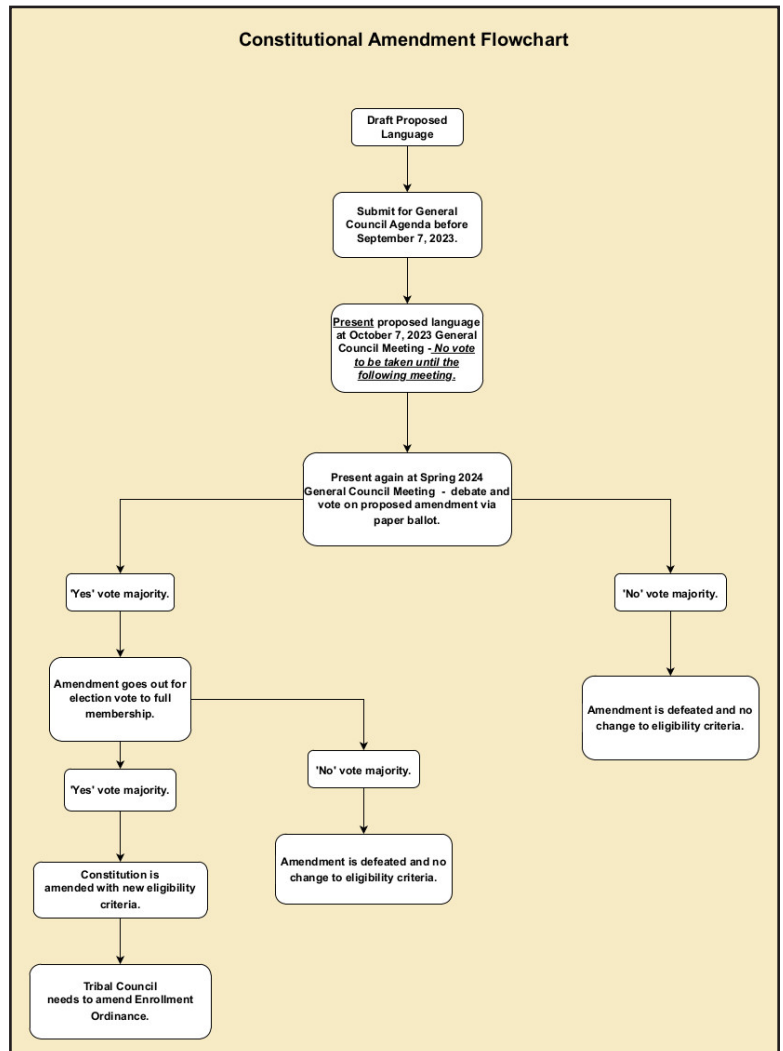 Constitutional Amendment Flowchart
Draft Proposed
Language
Submit for General
Council Agenda before
September 7, 2023.
Present proposed language
at October 7, 2023 General
Council Meeting - No vote
to be taken until the
following meeting.
Present again at Spring 2024
General Council Meeting - debate and
vote on proposed amendment via
paper ballot.
'Yes' vote majority.
'No' vote majority.
Amendment goes out for
election vote to full
membership.
Amendment is defeated and no
change to eligibility criteria.
'Yes' vote majority.
'No' vote majority.
Constitution is
amended with new eligibility
criteria.
Amendment is defeated and no
change to eligibility criteria.
Tribal Council
needs to amend Enrollment
Ordinance.